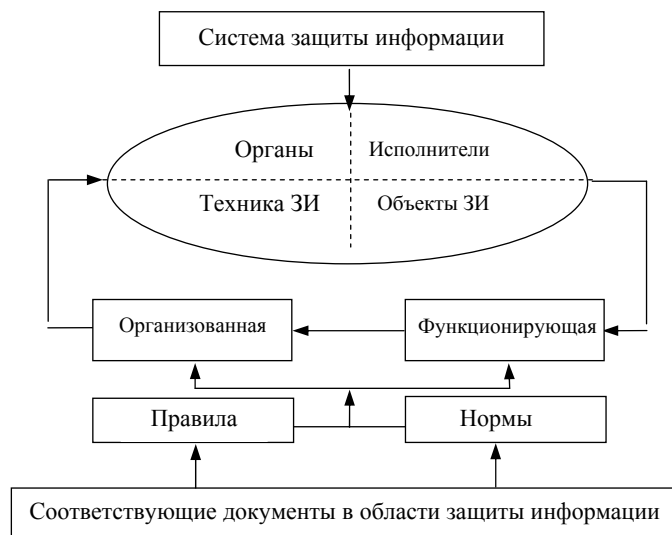 Система защиты информации
Органы
Исполнители
Техника ЗИ
Объекты ЗИ
Организованная
Функционирующая
Правила
Нормы
Соответствующие документы в области защиты информации